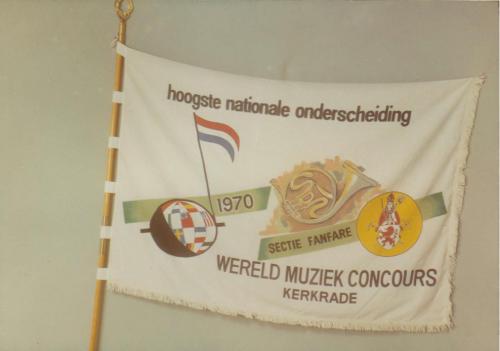 hoogste nationale onderscheiding
1970
SECTIE FANFARE
WERELD MUZIEK CONCOURS
KERKRADE